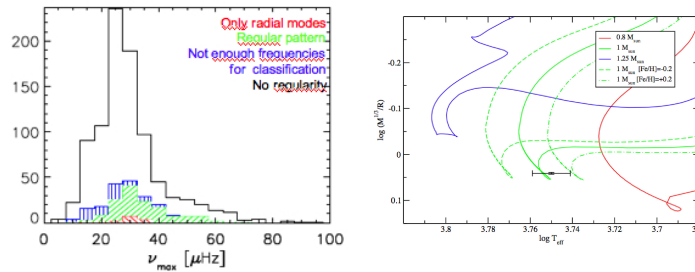 Only radial modes
Regular pattern
Not enough frequencies
for classification
No regularity
200
150
100
50
0
0 20 40 60 80 100
ν_max [μHz]
-0.2
-0.1
0
0.1
log (M^1/3/R)
0.8 M_sun
1 M_sun
1.25 M_sun
1 M_sun [Fe/H]=-0.2
1 M_sun [Fe/H]=+0.2
3.8 3.78 3.76 3.74 3.72 3.7
log T_eff